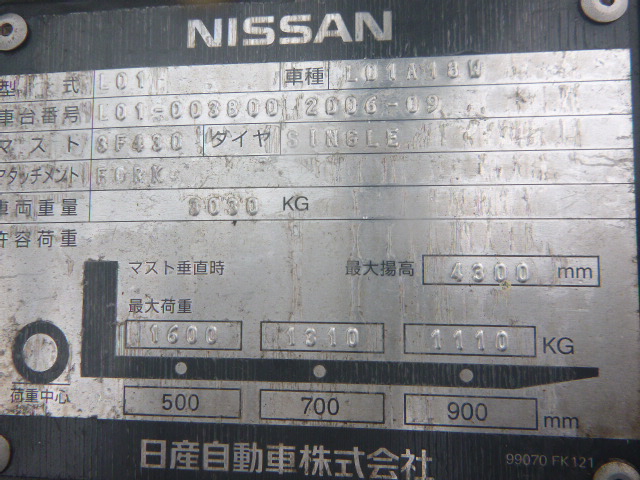 NISSAN
型 式 L01 車種 L01A18W
車台番号 L01-003800 2006-09
マスト 3F430 タイヤ SINGLE
アタッチメント FORK
車両重量 3030 KG
許容荷重
マスト垂直時 最大揚高 4300 mm
最大荷重
1600 1310 1110 KG
荷重中心 500 700 900 mm
日産自動車株式会社 99070 FK121